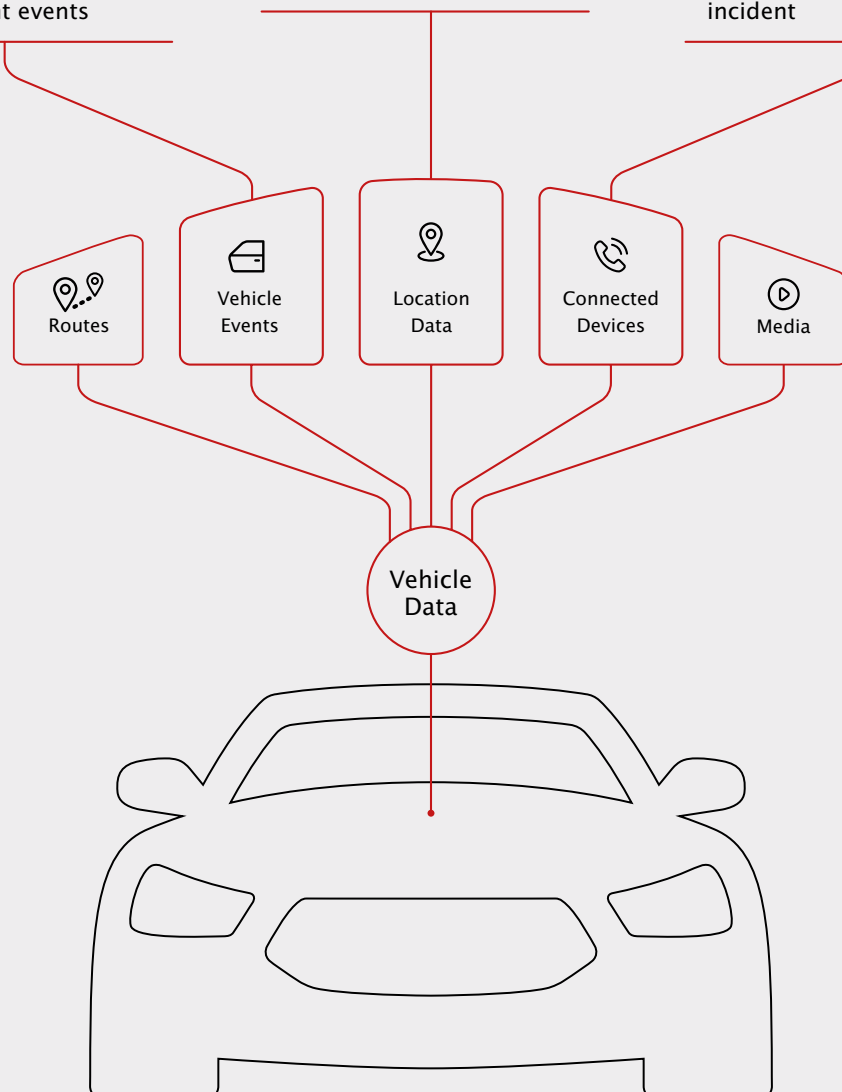 events
incident
Routes
Vehicle
Events
Location
Data
Connected
Devices
Media
Vehicle
Data